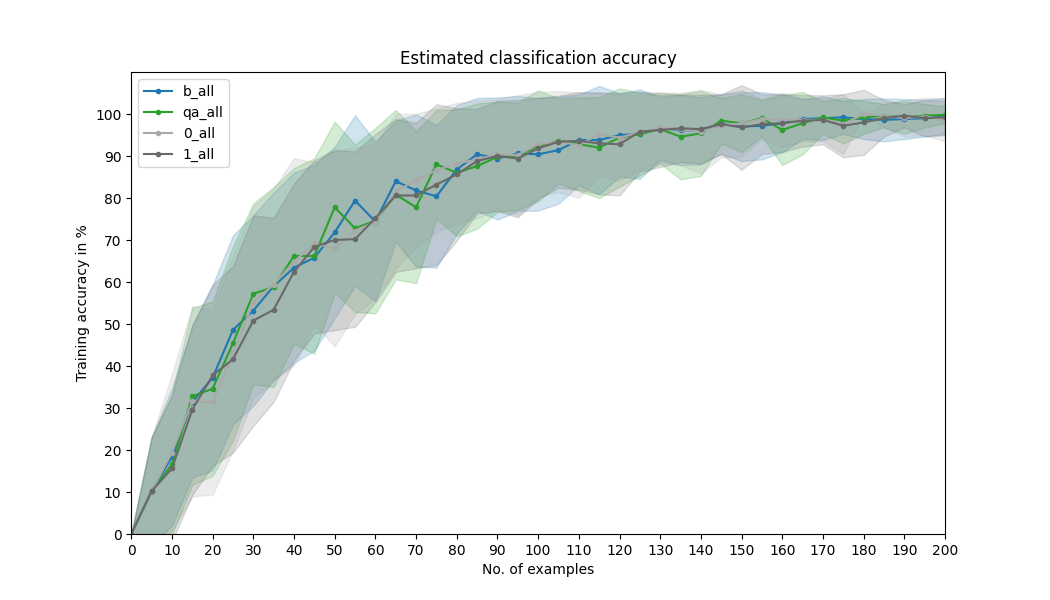 Estimated classification accuracy
b_all
qa_all
0_all
1_all
Training accuracy in %
100
90
80
70
60
50
40
30
20
10
0
0 10 20 30 40 50 60 70 80 90 100 110 120 130 140 150 160 170 180 190 200
No. of examples